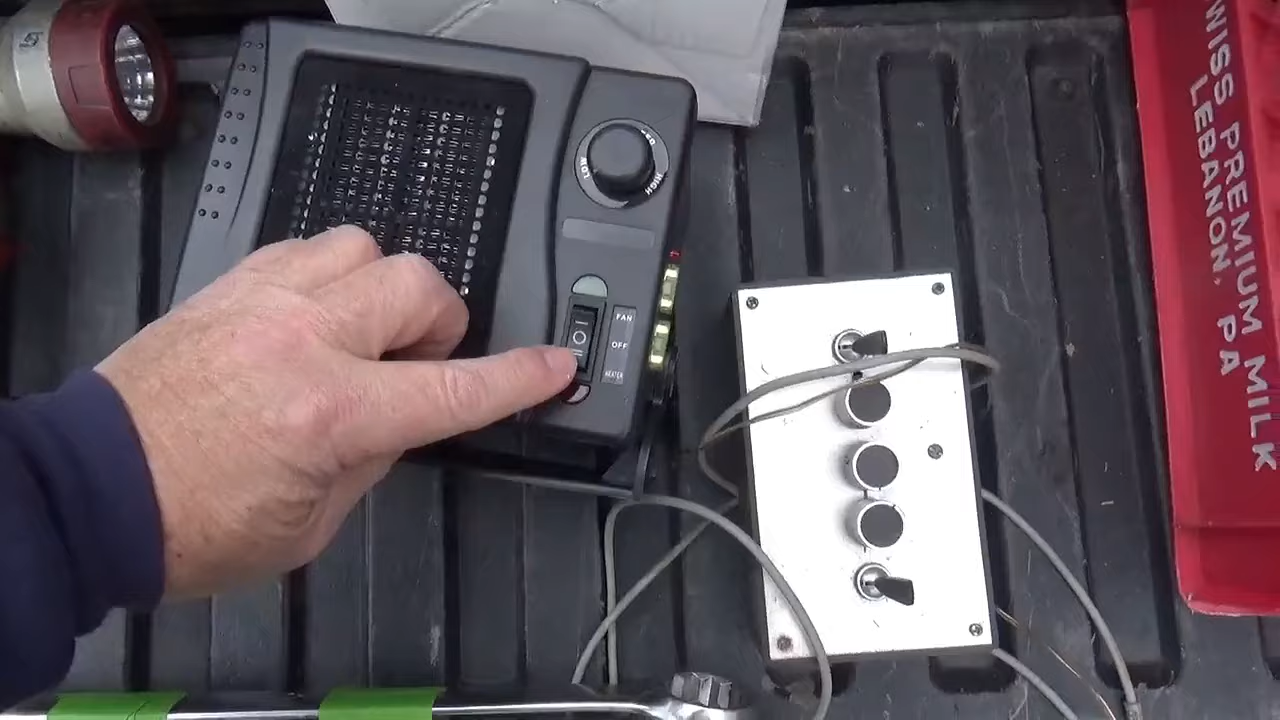 LOW
HIGH
FAN
OFF
HEATER
SWISS PREMIUM MILK
LEBANON, PA